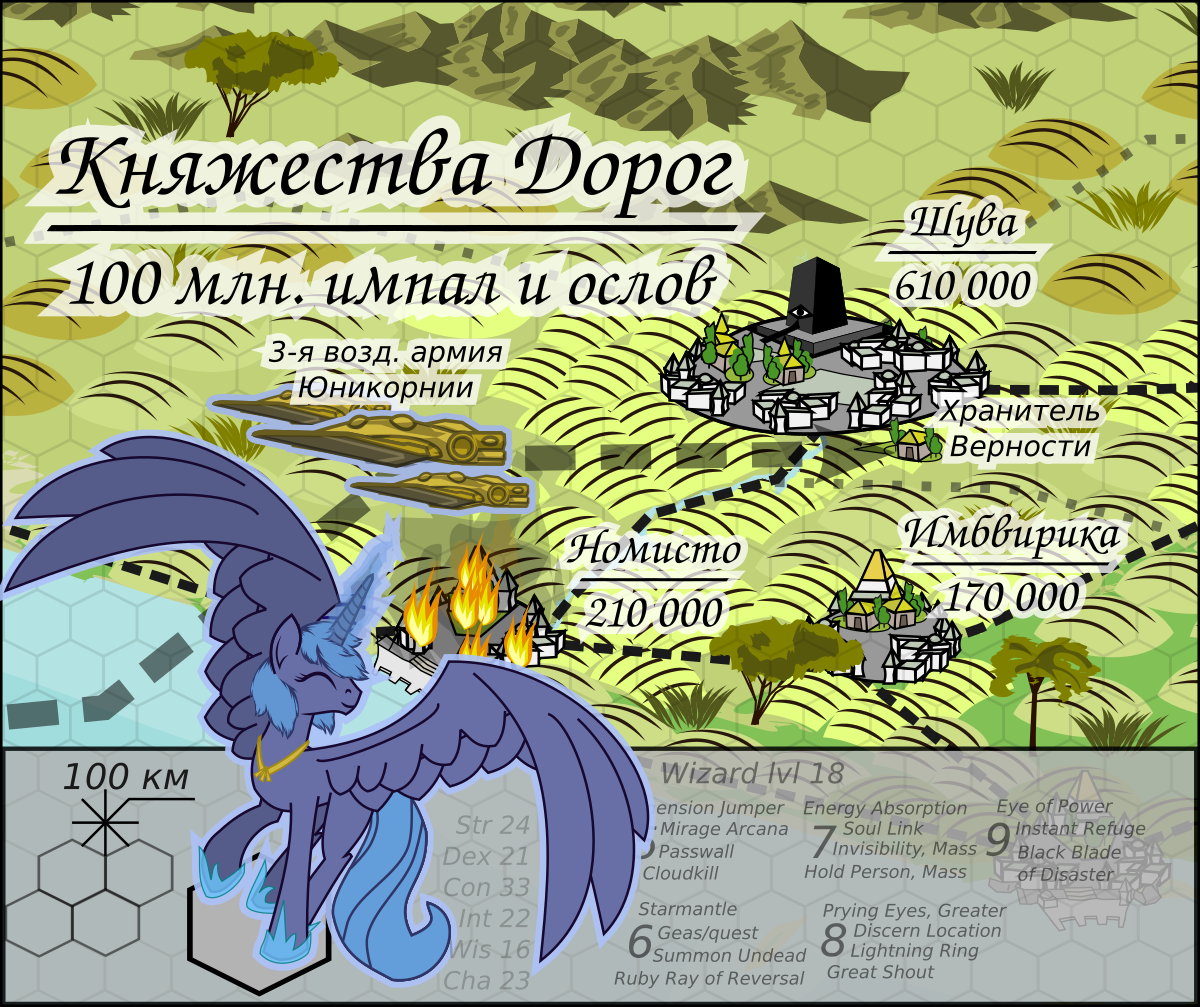 Княжества Дорог
100 млн. импал и ослов
Шува
610 000
3-я возд. армия
Юникорнии
Хранитель
Верности
Номисто
210 000
Имбвирика
170 000
100 км
Str 24
Dex 21
Con 33
Int 22
Wis 16
Cha 23
Wizard lvl 18
Mirage Arcana
Passwall
Cloudkill
6
Starmantle
Geas/quest
Summon Undead
Ruby Ray of Reversal
7
Energy Absorption
Soul Link
Invisibility, Mass
Hold Person, Mass
8
Prying Eyes, Greater
Discern Location
Lightning Ring
Great Shout
9
Eye of Power
Instant Refuge
Black Blade
of Disaster